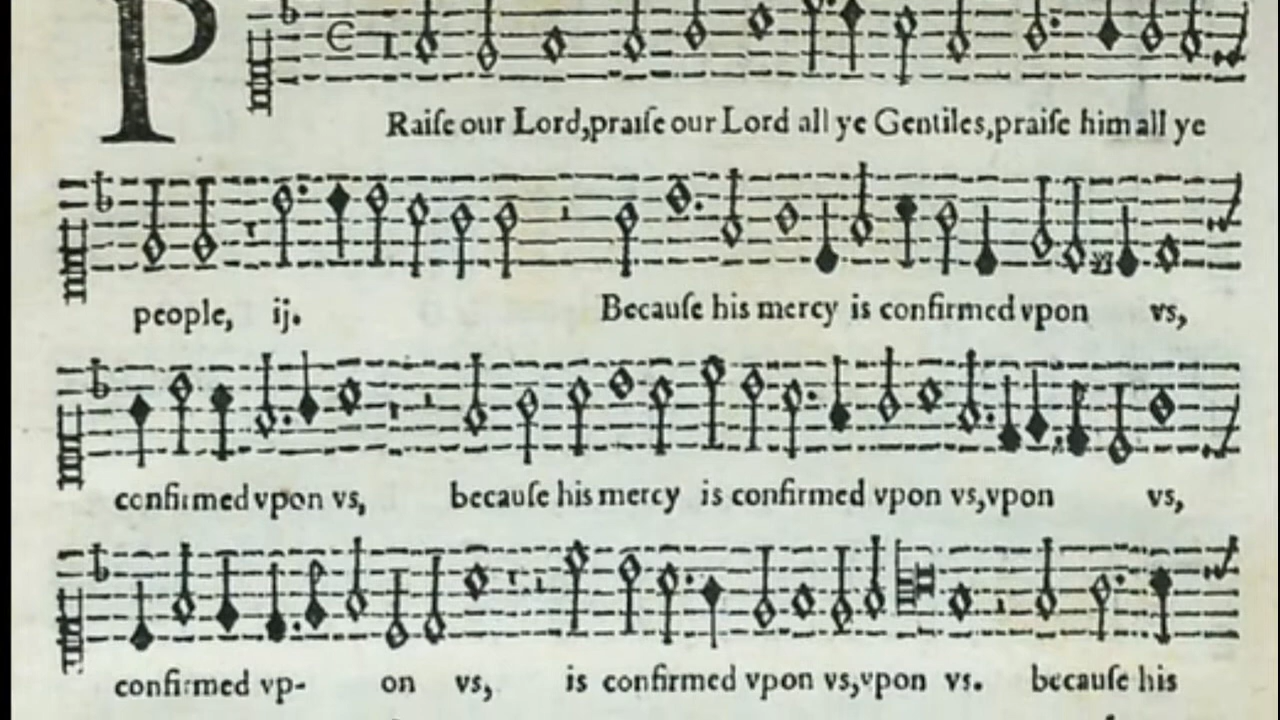 PRaiſe our Lord, praiſe our Lord all ye Gentiles, praiſe him all ye
people, ij. Becauſe his mercy is confirmed vpon vs,
confirmed vpon vs, becauſe his mercy is confirmed vpon vs, vpon vs,
confirmed vp- on vs, is confirmed vpon vs, vpon vs. becauſe his